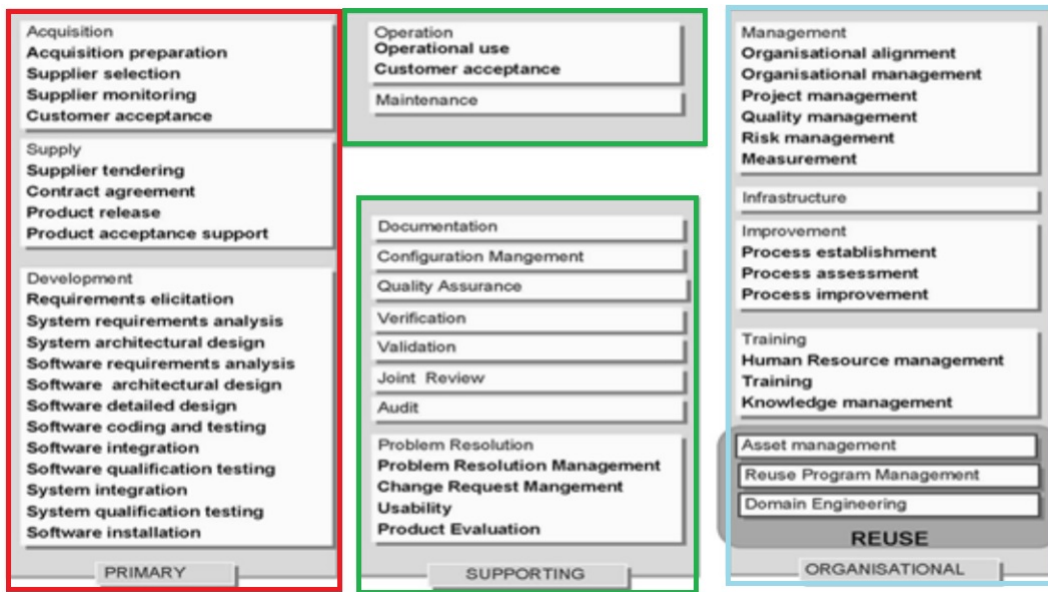 Acquisition
Acquisition preparation
Supplier selection
Supplier monitoring
Customer acceptance
Supply
Supplier tendering
Contract agreement
Product release
Product acceptance support
Development
Requirements elicitation
System requirements analysis
System architectural design
Software requirements analysis
Software architectural design
Software detailed design
Software coding and testing
Software integration
Software qualification testing
System integration
System qualification testing
Software installation
PRIMARY
Operation
Operational use
Customer acceptance
Maintenance
Documentation
Configuration Mangement
Quality Assurance
Verification
Validation
Joint Review
Audit
Problem Resolution
Problem Resolution Management
Change Request Mangement
Usability
Product Evaluation
SUPPORTING
Management
Organisational alignment
Organisational management
Project management
Quality management
Risk management
Measurement
Infrastructure
Improvement
Process establishment
Process assessment
Process improvement
Training
Human Resource management
Training
Knowledge management
Asset management
Reuse Program Management
Domain Engineering
REUSE
ORGANISATIONAL